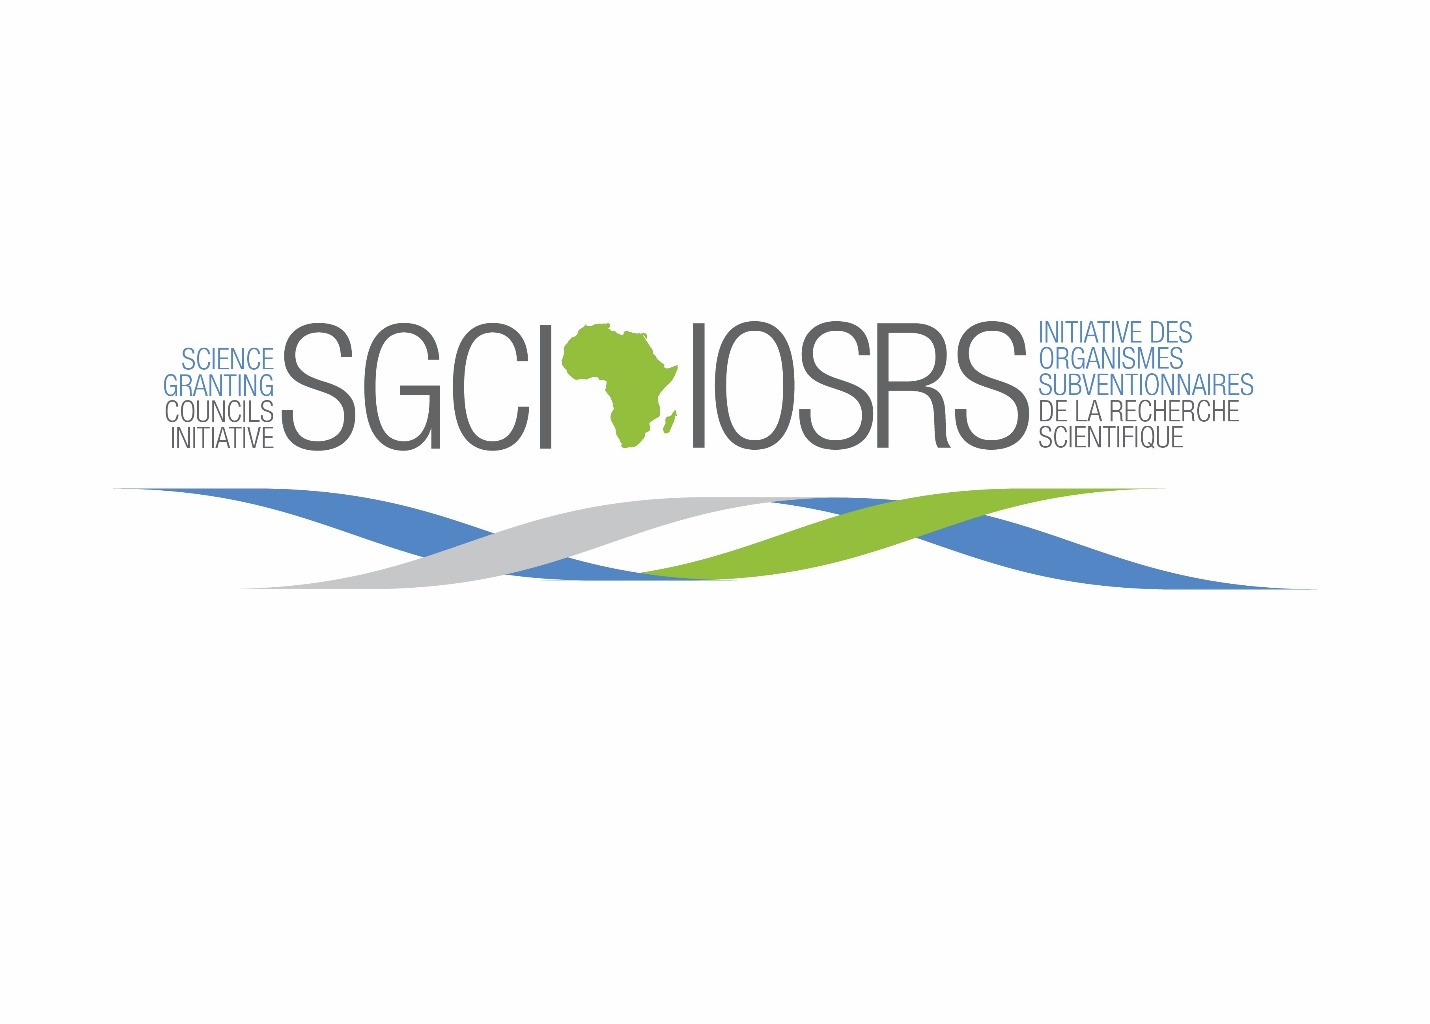 SCIENCE
GRANTING
COUNCILS
INITIATIVE
SGCI IOSRS
INITIATIVE DES
ORGANISMES
SUBVENTIONNAIRES
DE LA RECHERCHE
SCIENTIFIQUE